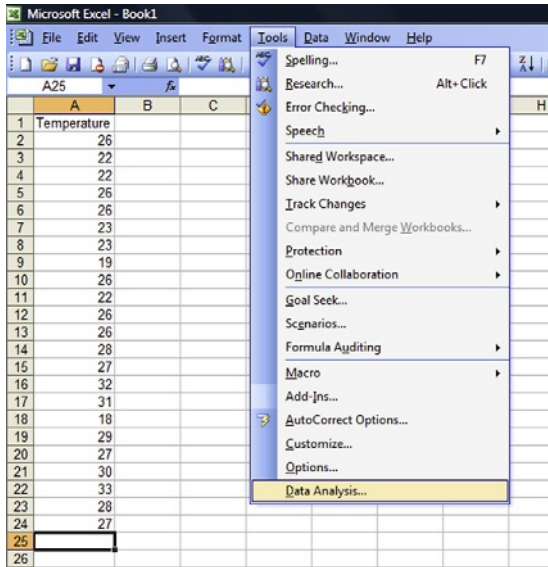 Microsoft Excel - Book1
File Edit View Insert Format Tools Data Window Help
A25 fx
A B C H
1 Temperature
2 26
3 22
4 22
5 26
6 26
7 23
8 23
9 19
10 26
11 22
12 26
13 26
14 28
15 27
16 32
17 31
18 18
19 29
20 27
21 30
22 33
23 28
24 27
25
26
Spelling... F7
Research... Alt+Click
Error Checking...
Speech
Shared Workspace...
Share Workbook...
Track Changes
Compare and Merge Workbooks...
Protection
Online Collaboration
Goal Seek...
Scenarios...
Formula Auditing
Macro
Add-Ins...
AutoCorrect Options...
Customize...
Options...
Data Analysis...